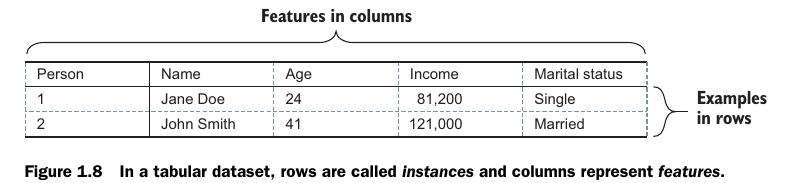 Features in columns
Person Name Age Income Marital status
1 Jane Doe 24 81,200 Single
2 John Smith 41 121,000 Married
Examples
in rows
Figure 1.8 In a tabular dataset, rows are called instances and columns represent features.